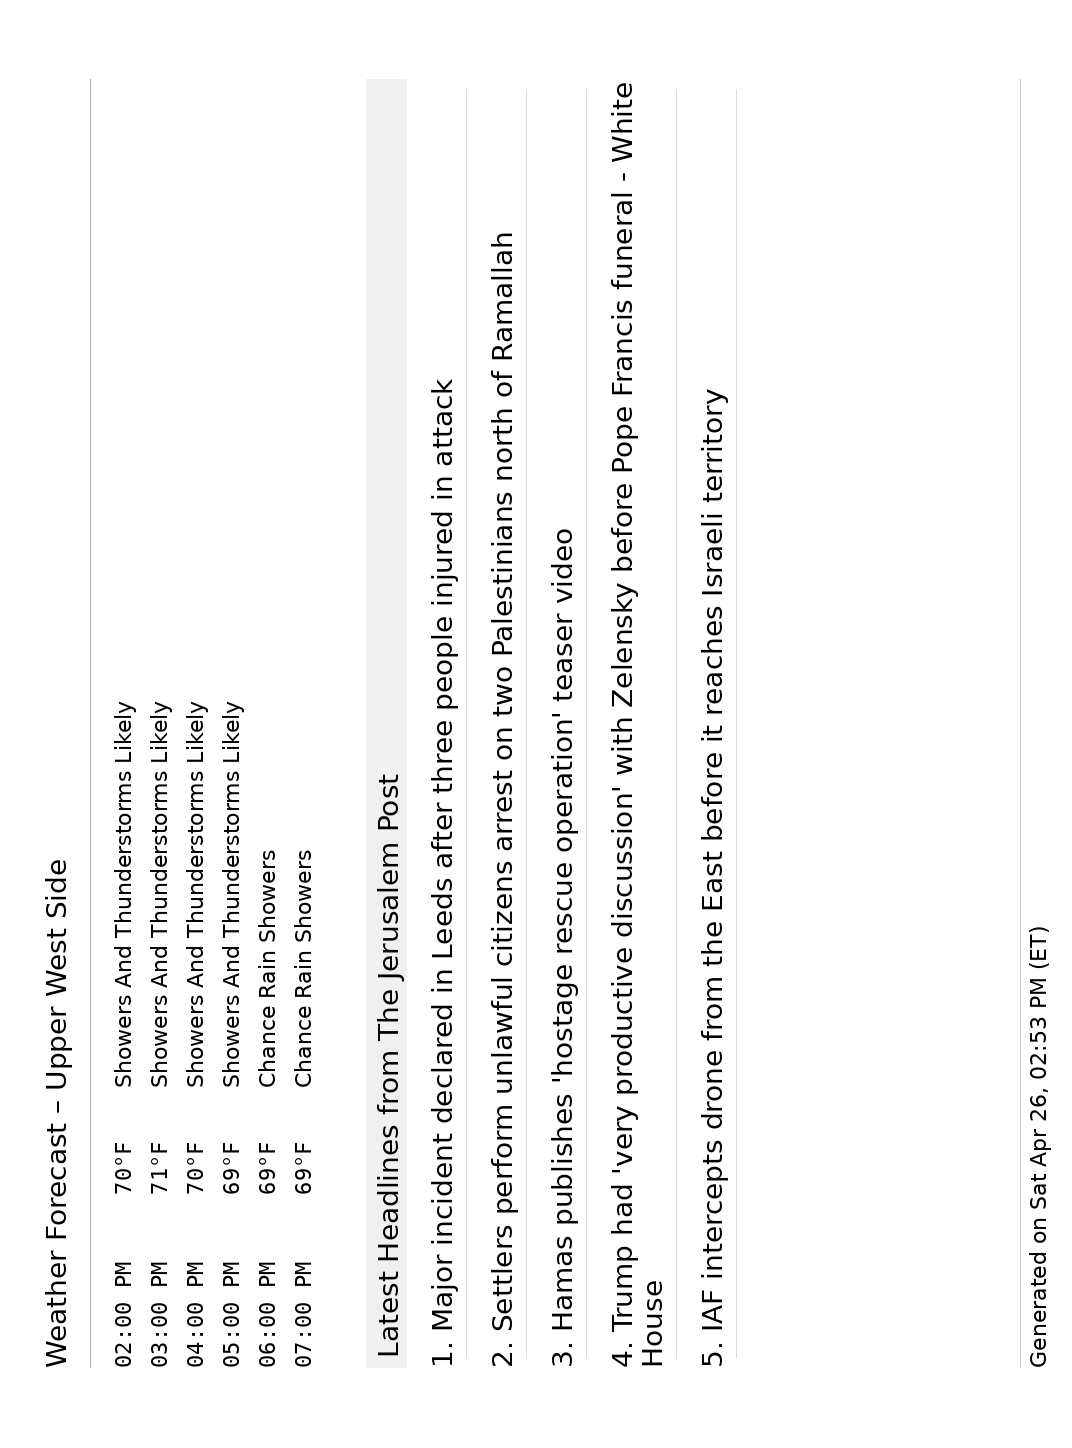 Weather Forecast – Upper West Side
02:00 PM 70°F Showers And Thunderstorms Likely
03:00 PM 71°F Showers And Thunderstorms Likely
04:00 PM 70°F Showers And Thunderstorms Likely
05:00 PM 69°F Showers And Thunderstorms Likely
06:00 PM 69°F Chance Rain Showers
07:00 PM 69°F Chance Rain Showers
Latest Headlines from The Jerusalem Post
1. Major incident declared in Leeds after three people injured in attack
2. Settlers perform unlawful citizens arrest on two Palestinians north of Ramallah
3. Hamas publishes 'hostage rescue operation' teaser video
4. Trump had 'very productive discussion' with Zelensky before Pope Francis funeral - White
House
5. IAF intercepts drone from the East before it reaches Israeli territory
Generated on Sat Apr 26, 02:53 PM (ET)